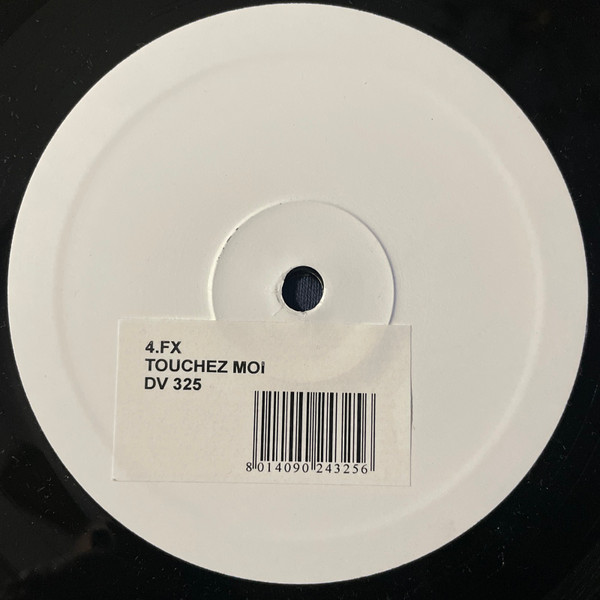 4.FX
TOUCHEZ MOI
DV 325
8 014090 243256